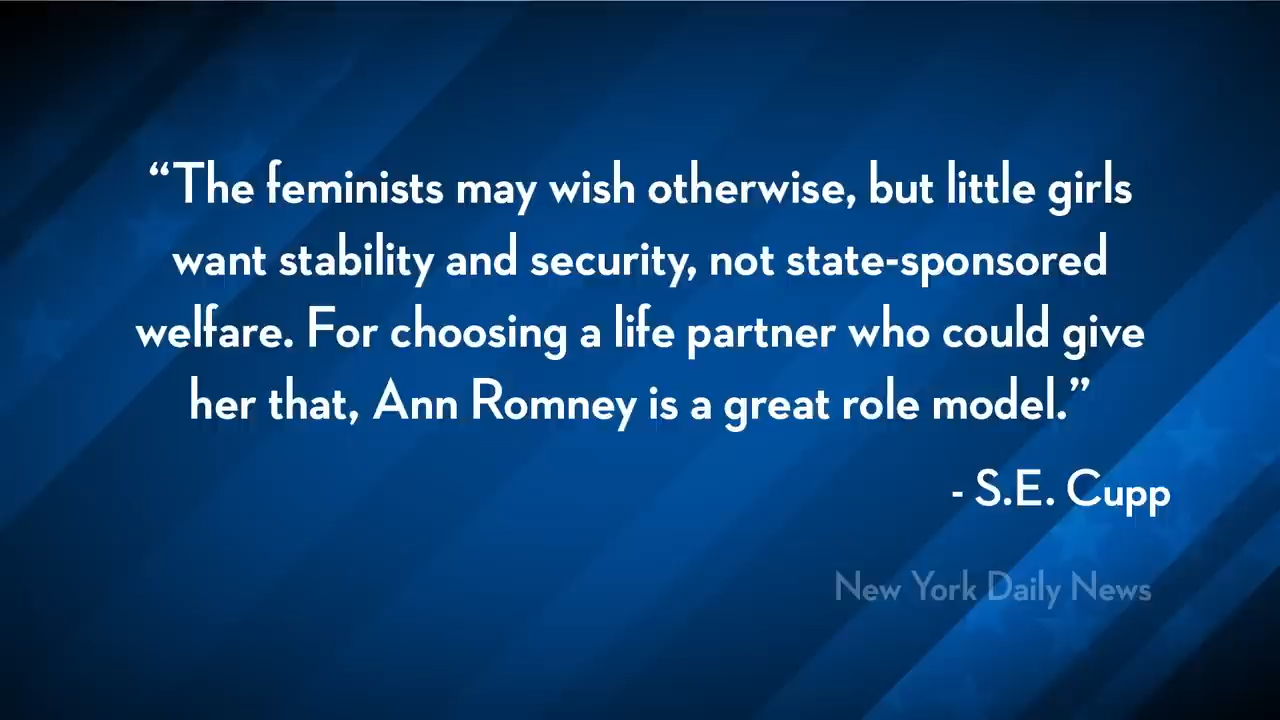 “The feminists may wish otherwise, but little girls
want stability and security, not state-sponsored
welfare. For choosing a life partner who could give
her that, Ann Romney is a great role model.”
- S.E. Cupp
New York Daily News